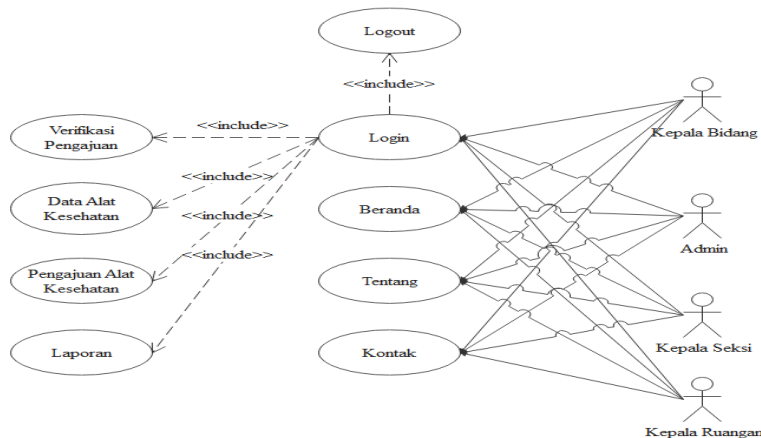 Logout
<<include>>
Verifikasi
Pengajuan
<<include>>
Login
Kepala Bidang
Data Alat
Kesehatan
<<include>>
<<include>>
Beranda
Admin
Pengajuan Alat
Kesehatan
<<include>>
Tentang
Kepala Seksi
Laporan
Kontak
Kepala Ruangan